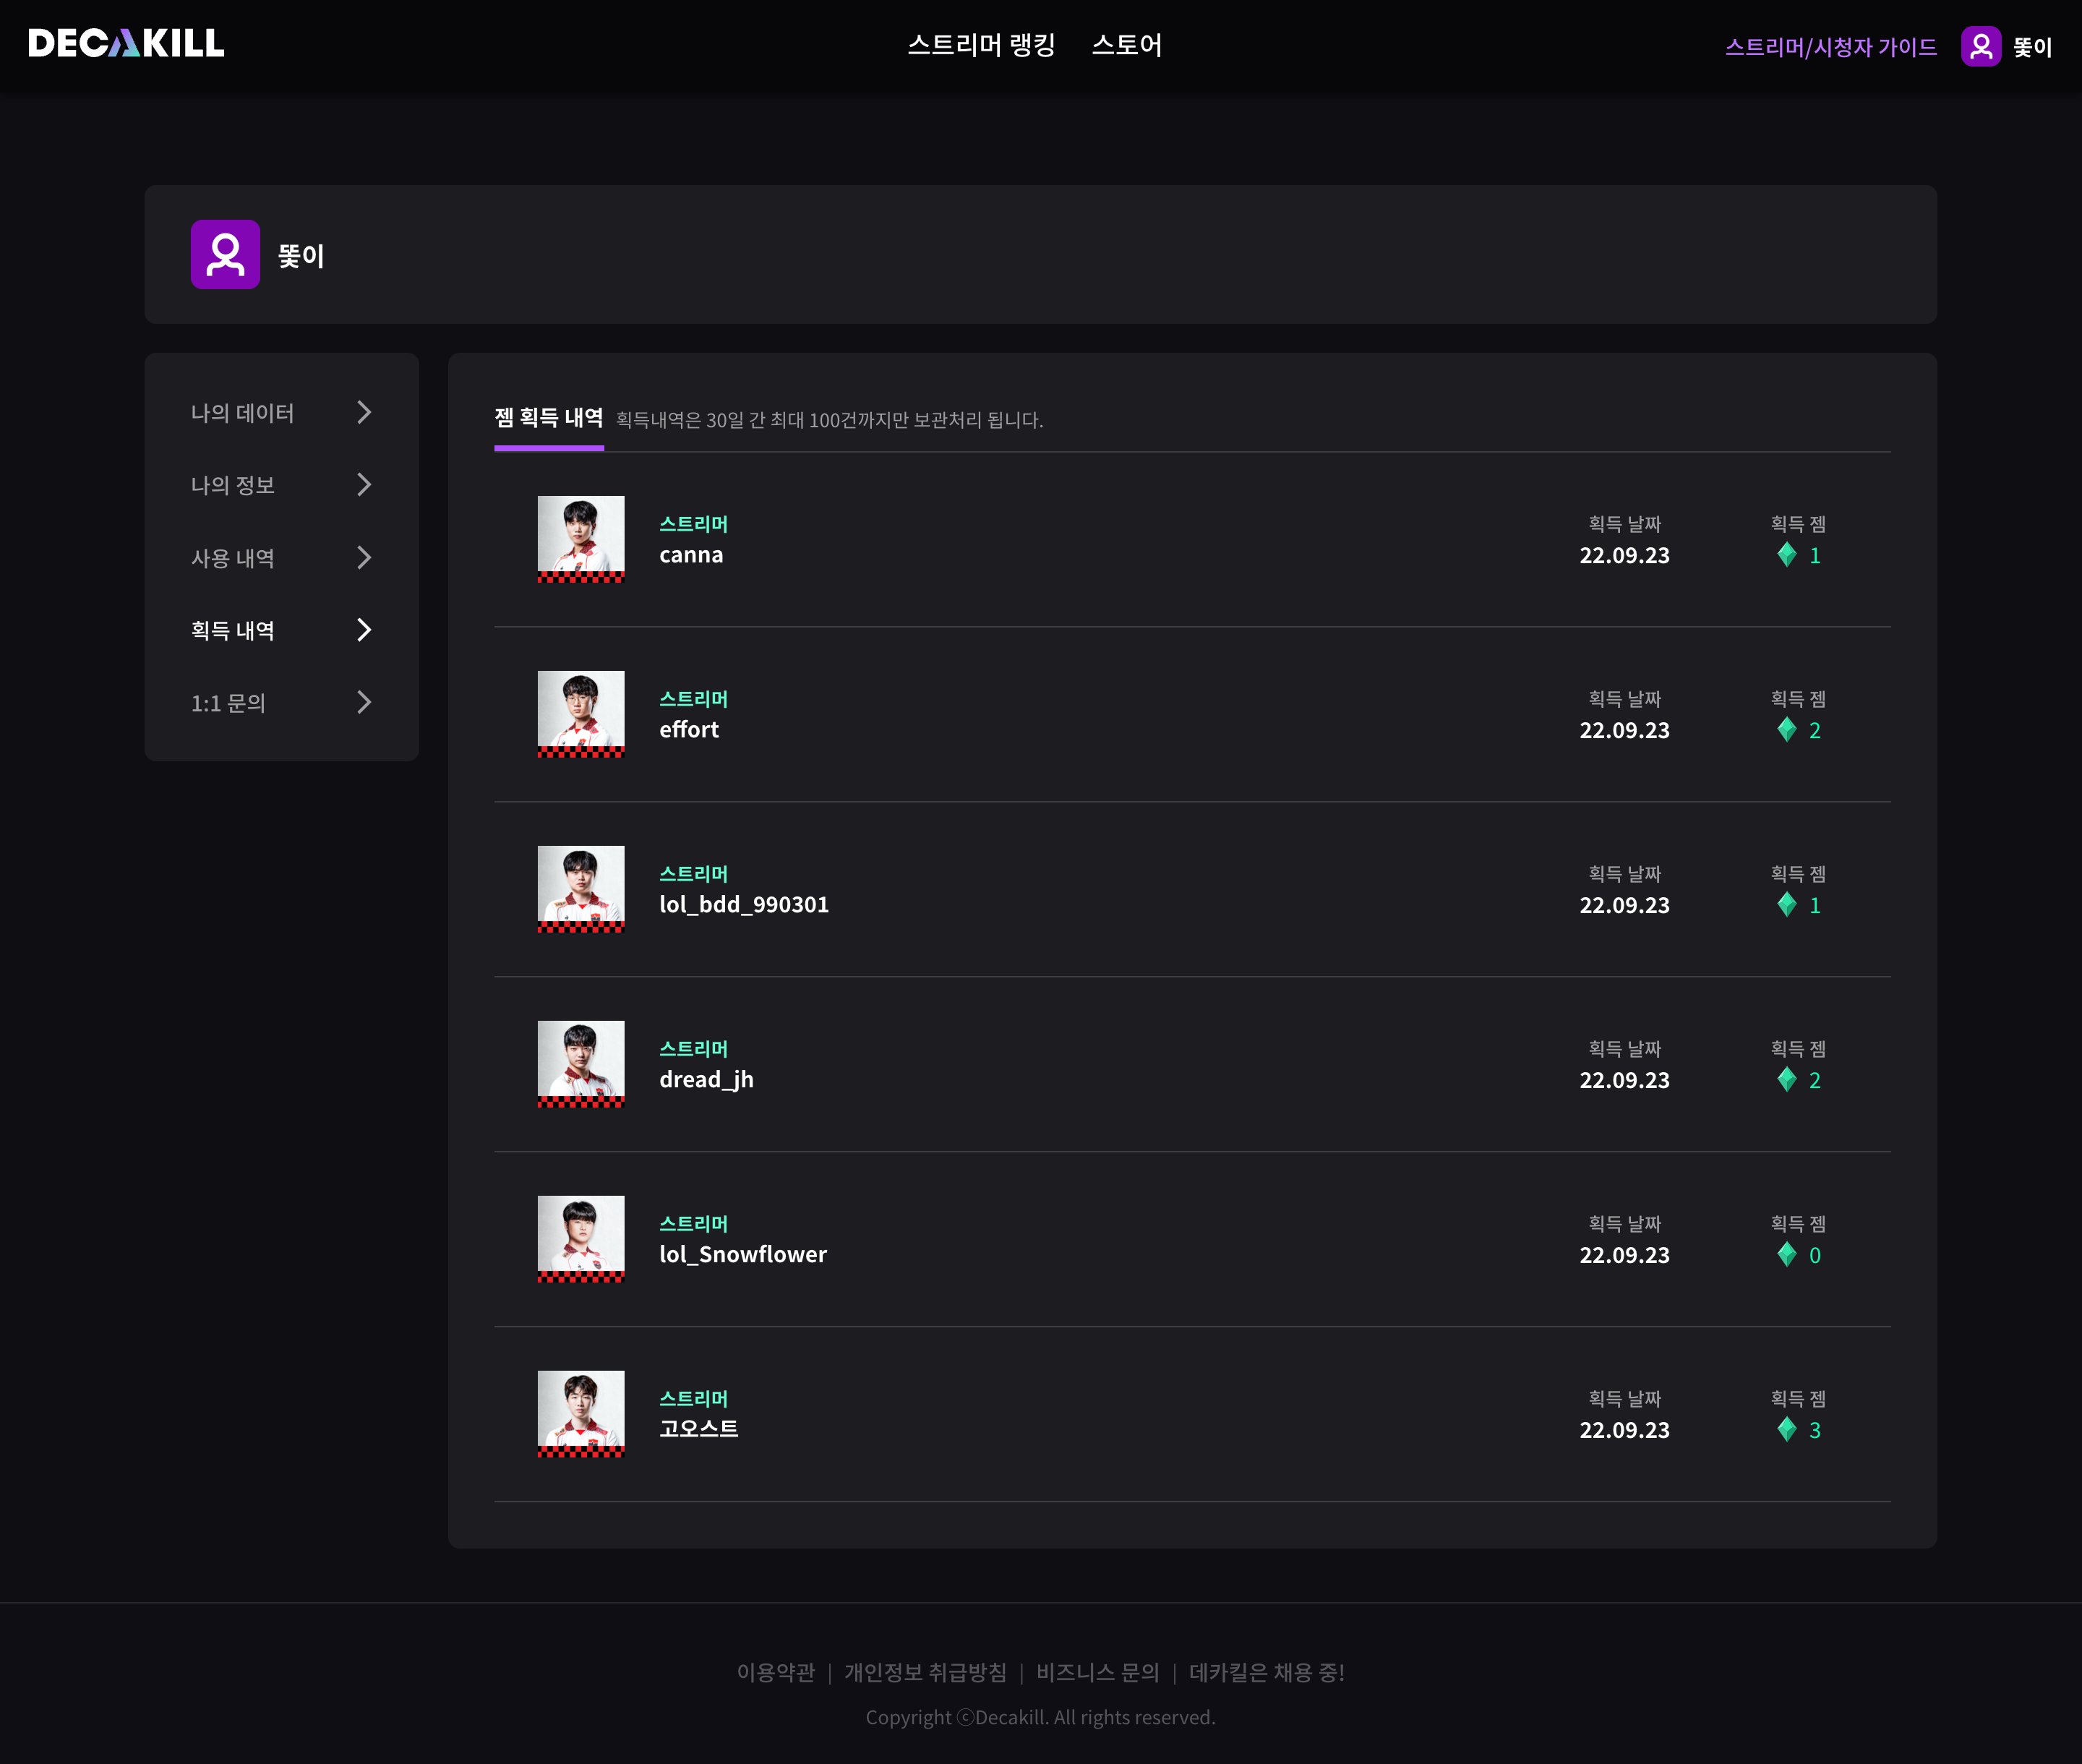 DECAKILL
스트리머 랭킹
스토어
스트리머/시청자 가이드
똧이
똧이
나의 데이터
나의 정보
사용 내역
획득 내역
1:1 문의
젬 획득 내역 획득내역은 30일 간 최대 100건까지만 보관처리 됩니다.
스트리머
canna
획득 날짜
22.09.23
획득 젬
1
스트리머
effort
획득 날짜
22.09.23
획득 젬
2
스트리머
lol_bdd_990301
획득 날짜
22.09.23
획득 젬
1
스트리머
dread_jh
획득 날짜
22.09.23
획득 젬
2
스트리머
lol_Snowflower
획득 날짜
22.09.23
획득 젬
0
스트리머
고오스트
획득 날짜
22.09.23
획득 젬
3
이용약관 | 개인정보 취급방침 | 비즈니스 문의 | 데카킬은 채용 중!
Copyright ⓒDecakill. All rights reserved.